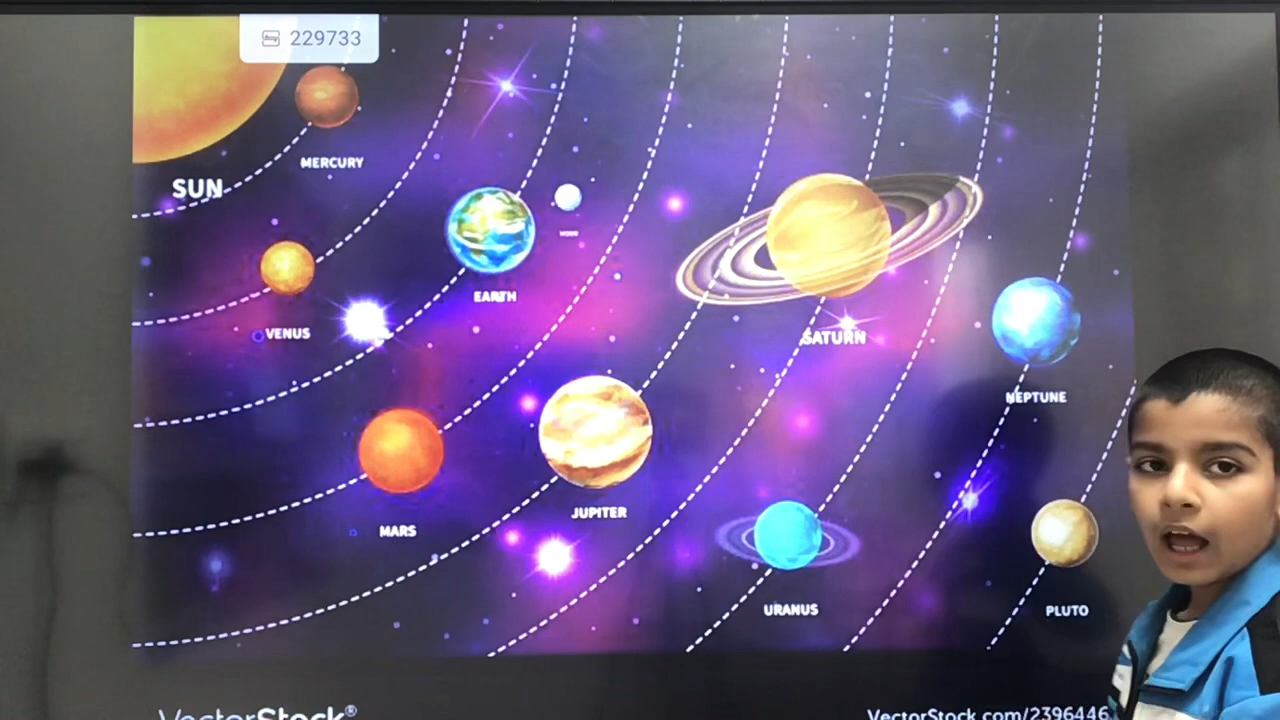 229733
MERCURY
SUN
EARTH
VENUS
SATURN
NEPTUNE
JUPITER
MARS
URANUS
PLUTO
VectorStock®
VectorStock.com/2396446